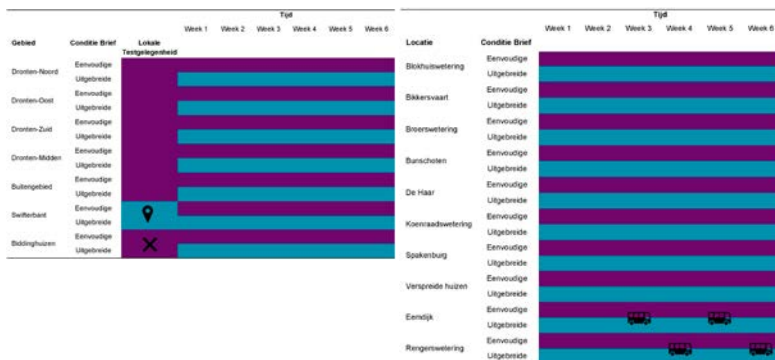 Tijd
Week 1 Week 2 Week 3 Week 4 Week 5 Week 6
Gebied Conditie Brief Lokale Testgelegenheid
Dronten-Noord Eenvoudige
Uitgebreide
Dronten-Oost Eenvoudige
Uitgebreide
Dronten-Zuid Eenvoudige
Uitgebreide
Dronten-Midden Eenvoudige
Uitgebreide
Buitengebied Eenvoudige
Uitgebreide
Swifterbant Eenvoudige
Uitgebreide
Biddinghuizen Eenvoudige
Uitgebreide
Tijd
Week 1 Week 2 Week 3 Week 4 Week 5 Week 6
Locatie Conditie Brief
Blokhuiswetering Eenvoudige
Uitgebreide
Bikkersvaart Eenvoudige
Uitgebreide
Broerswetering Eenvoudige
Uitgebreide
Bunschoten Eenvoudige
Uitgebreide
De Haar Eenvoudige
Uitgebreide
Koenraadswetering Eenvoudige
Uitgebreide
Spakenburg Eenvoudige
Uitgebreide
Verspreide huizen Eenvoudige
Uitgebreide
Eemdijk Eenvoudige
Uitgebreide
Rengerswetering Eenvoudige
Uitgebreide